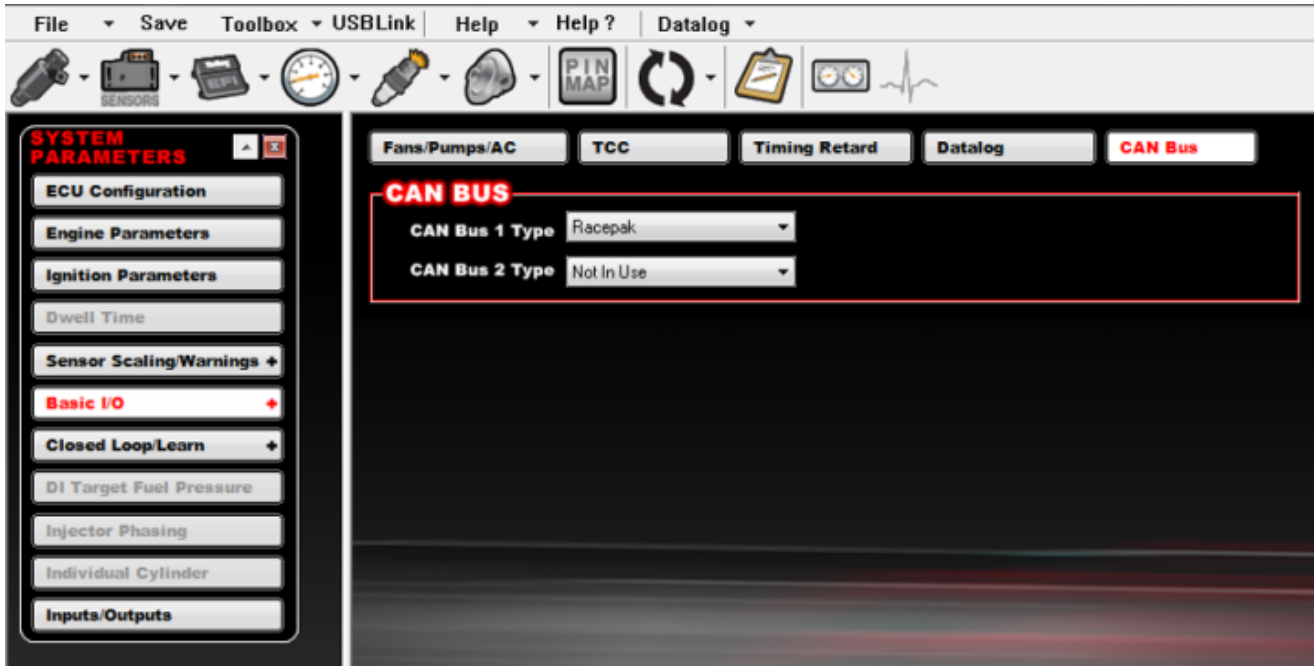 File Save Toolbox USBLink Help Help ? Datalog
SENSORS EFI PIN
MAP
SYSTEM
PARAMETERS
ECU Configuration
Engine Parameters
Ignition Parameters
Dwell Time
Sensor Scaling/Warnings +
Basic I/O +
Closed Loop/Learn +
DI Target Fuel Pressure
Injector Phasing
Individual Cylinder
Inputs/Outputs
Fans/Pumps/AC TCC Timing Retard Datalog CAN Bus
CAN BUS
CAN Bus 1 Type Racepak
CAN Bus 2 Type Not In Use